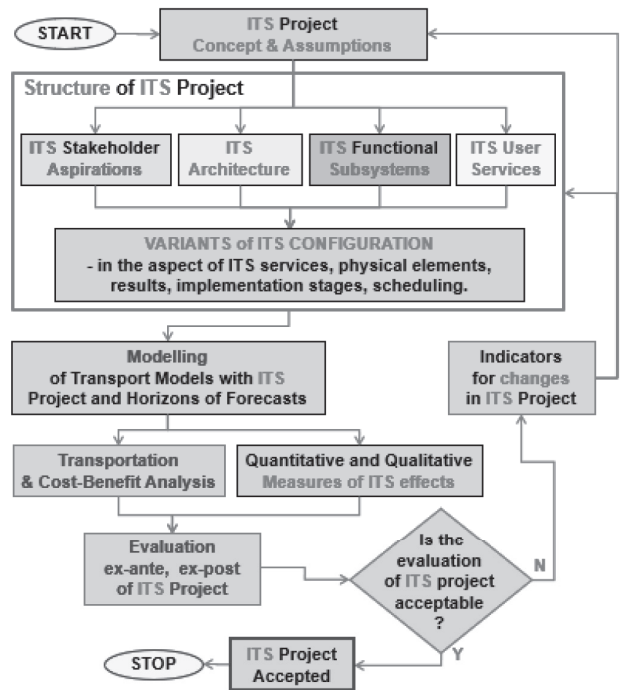 START
ITS Project
Concept & Assumptions
Structure of ITS Project
ITS Stakeholder
Aspirations
ITS
Architecture
ITS Functional
Subsystems
ITS User
Services
VARIANTS of ITS CONFIGURATION
- in the aspect of ITS services, physical elements,
results, implementation stages, scheduling.
Modelling
of Transport Models with ITS
Project and Horizons of Forecasts
Indicators
for changes
in ITS Project
Transportation
& Cost-Benefit Analysis
Quantitative and Qualitative
Measures of ITS effects
Evaluation
ex-ante, ex-post
of ITS Project
Is the
evaluation
of ITS project
acceptable
?
N
Y
STOP
ITS Project
Accepted